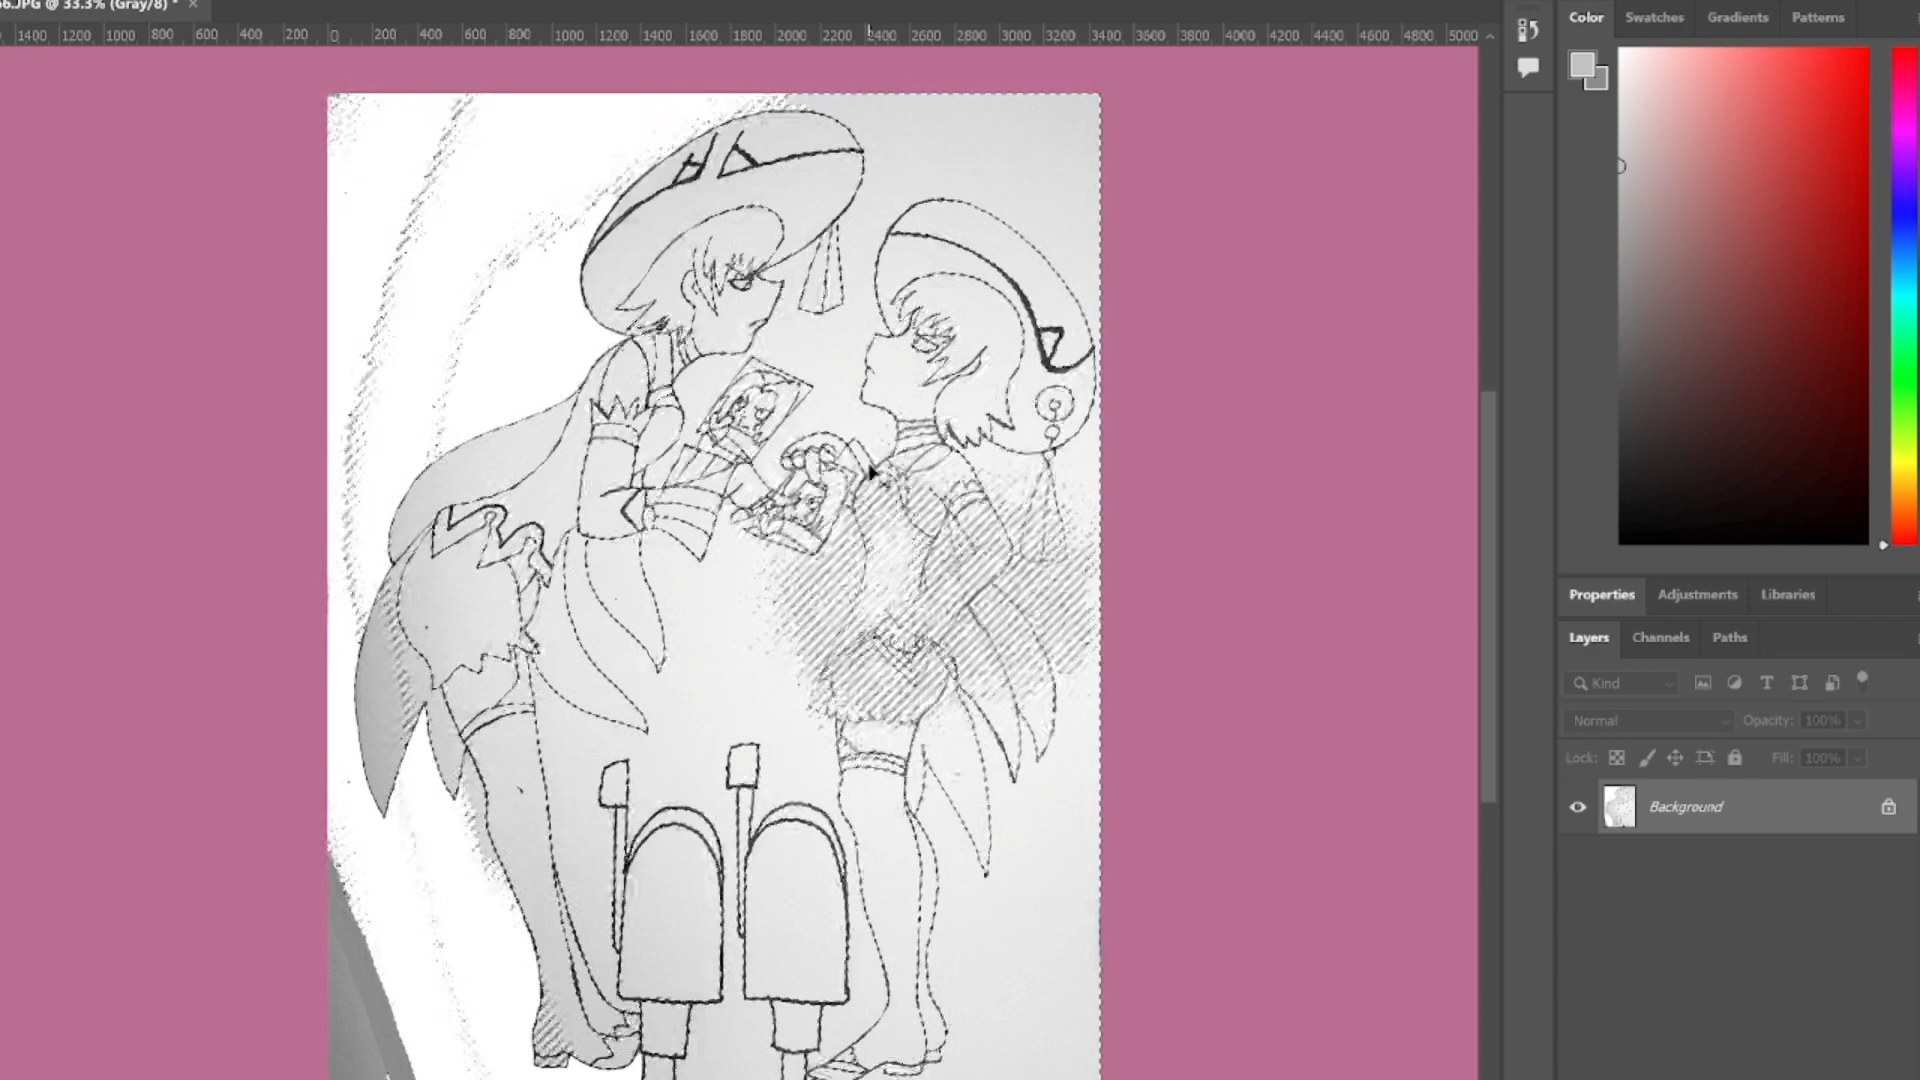 6.JPG @ 33.3% (Gray/8) * ×
1400 1200 1000 800 600 400 200 0 200 400 600 800 1000 1200 1400 1600 1800 2000 2200 2400 2600 2800 3000 3200 3400 3600 3800 4000 4200 4400 4600 4800 5000
Color Swatches Gradients Patterns
Properties Adjustments Libraries
Layers Channels Paths
Kind
Normal Opacity: 100%
Lock: Fill: 100%
Background